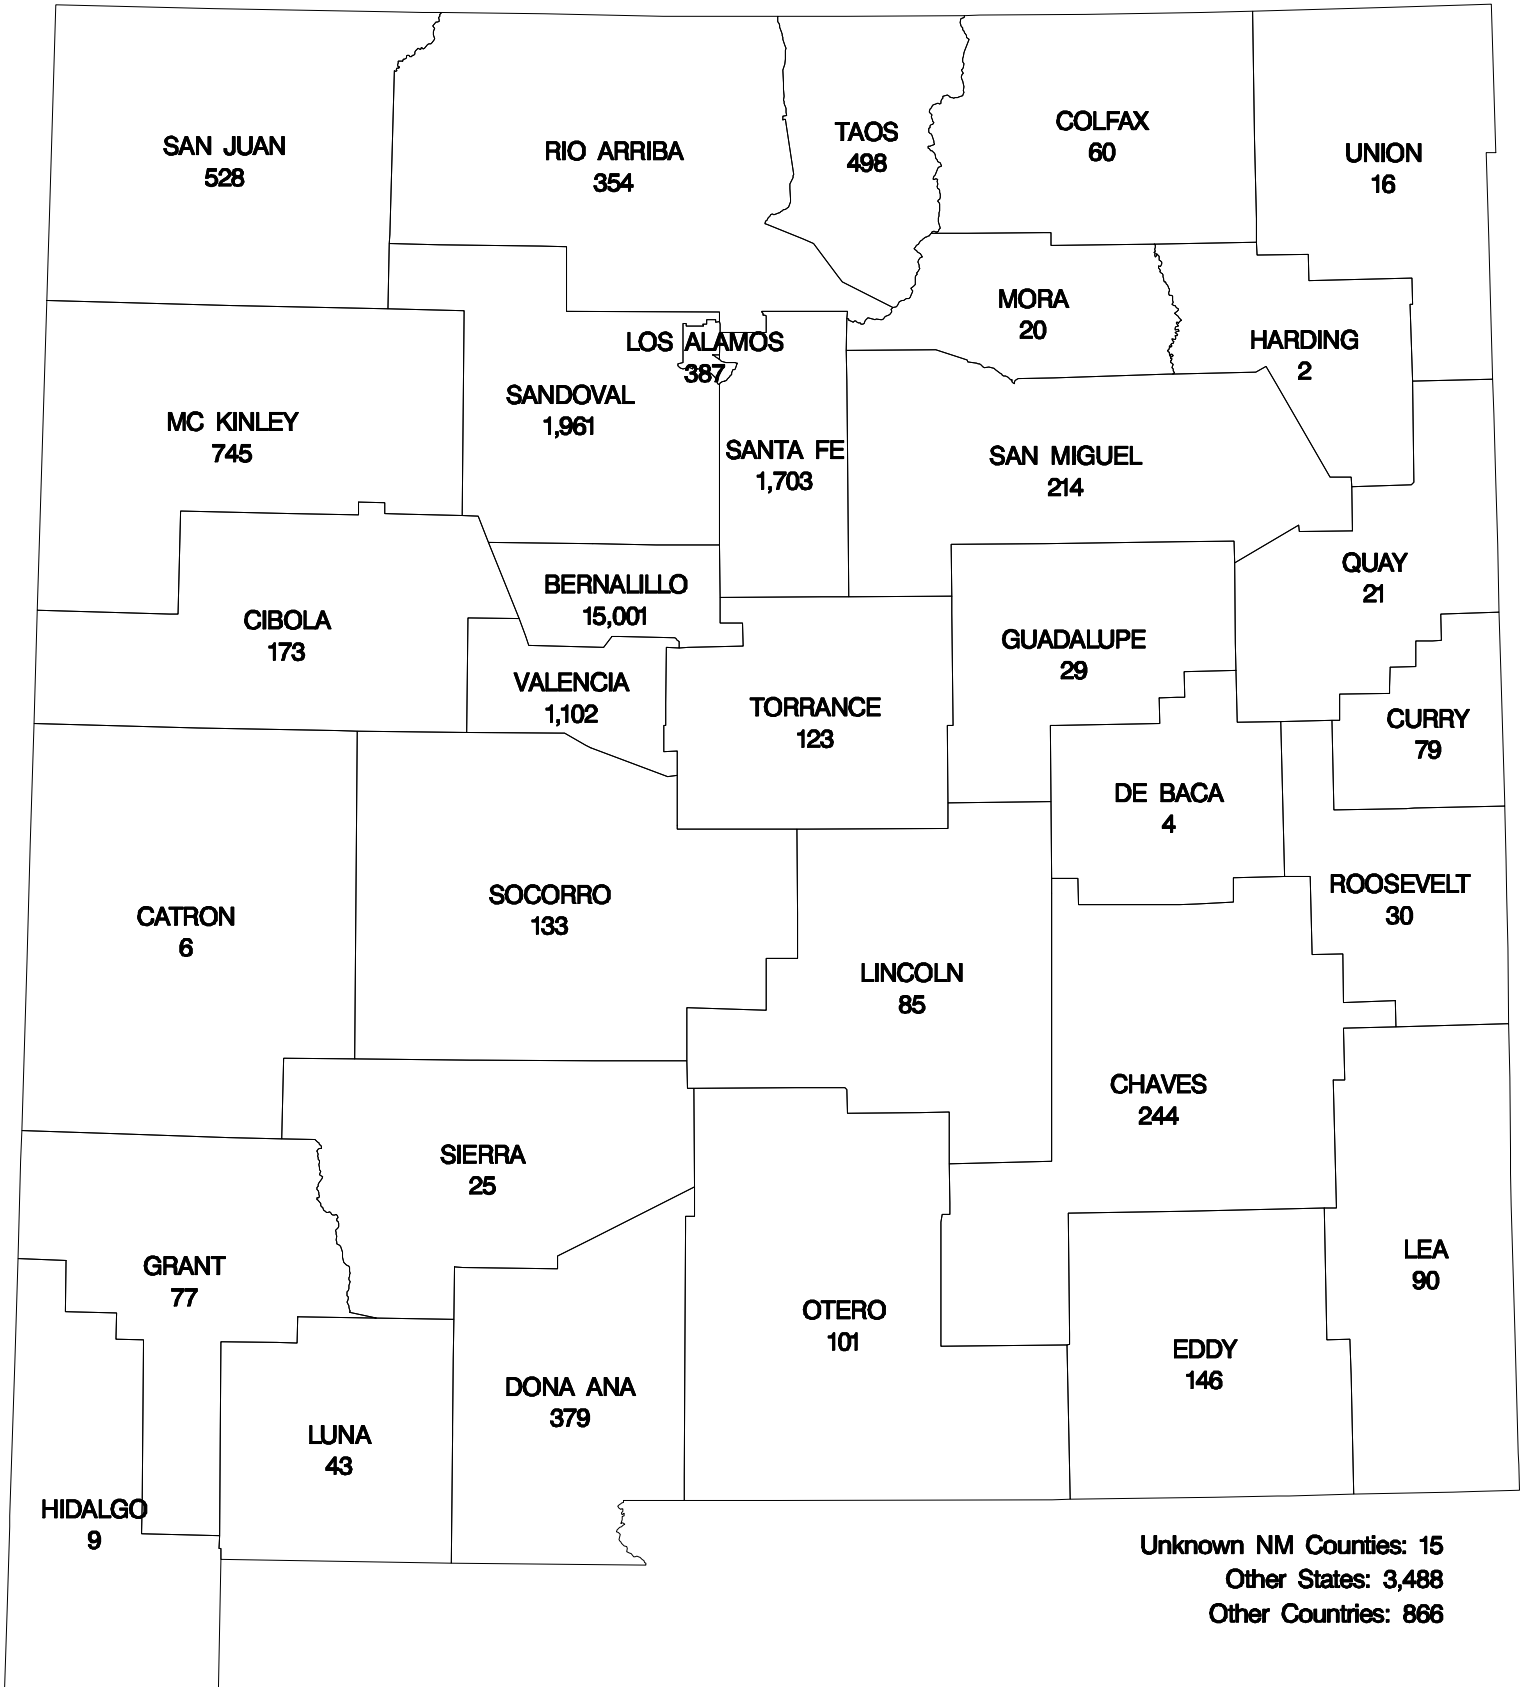 SAN JUAN
528
RIO ARRIBA
354
TAOS
498
COLFAX
60
UNION
16
MORA
20
HARDING
2
LOS ALAMOS
387
SANDOVAL
1,961
MC KINLEY
745
SANTA FE
1,703
SAN MIGUEL
214
QUAY
21
BERNALILLO
15,001
CIBOLA
173
GUADALUPE
29
VALENCIA
1,102
TORRANCE
123
CURRY
79
DE BACA
4
ROOSEVELT
30
SOCORRO
133
CATRON
6
LINCOLN
85
CHAVES
244
SIERRA
25
LEA
90
GRANT
77
OTERO
101
EDDY
146
DONA ANA
379
LUNA
43
HIDALGO
9
Unknown NM Counties: 15
Other States: 3,488
Other Countries: 866